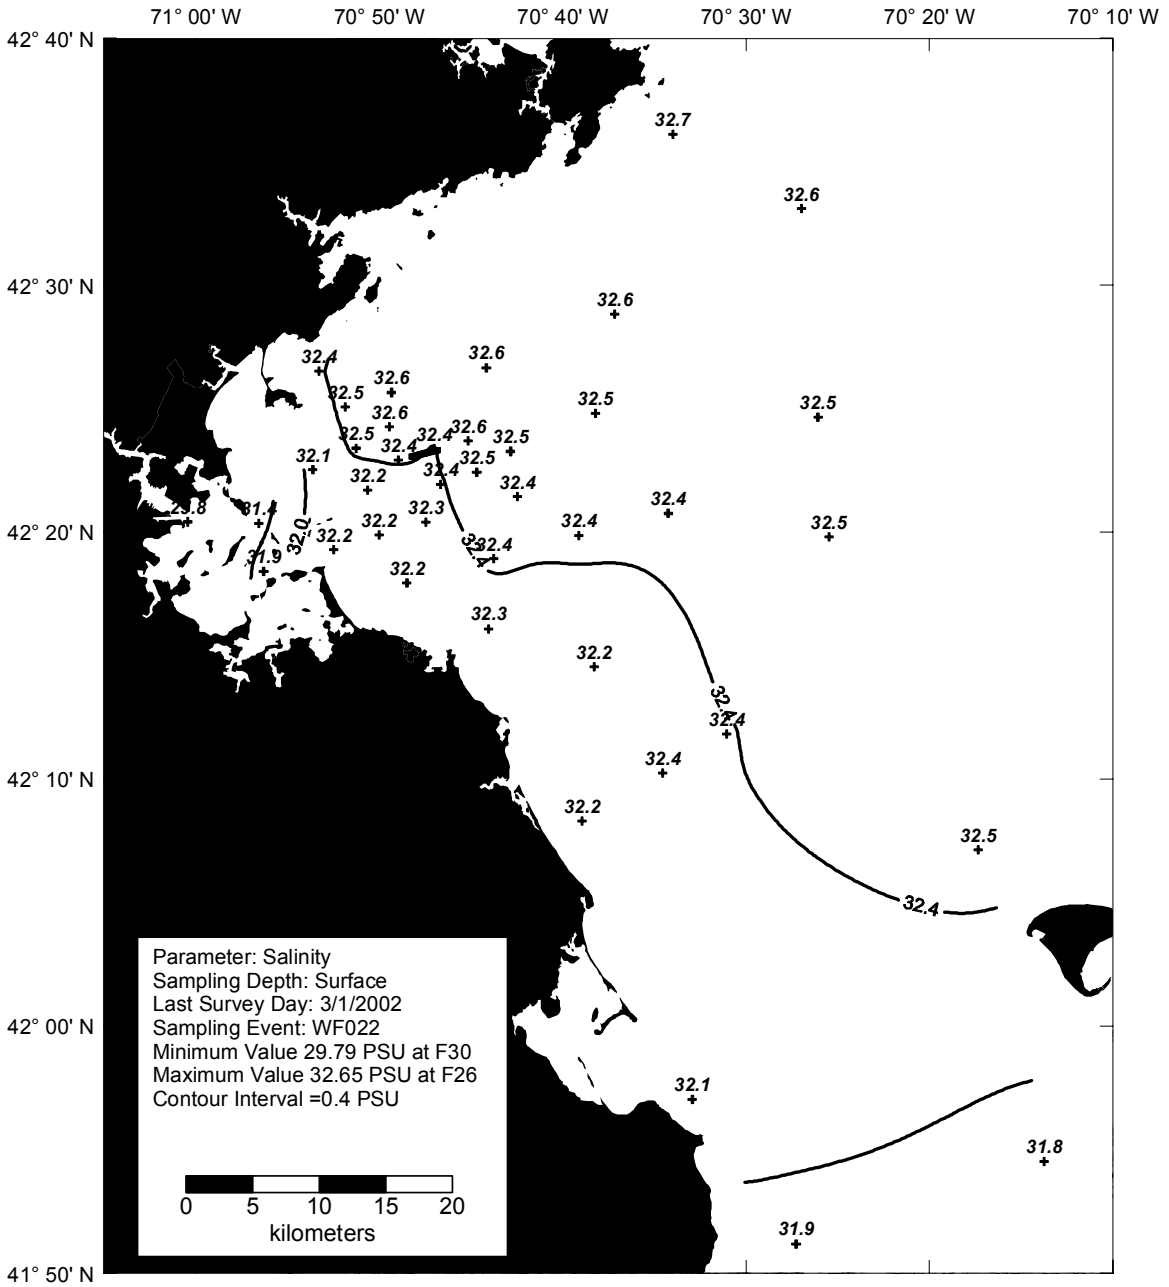 71° 00' W 70° 50' W 70° 40' W 70° 30' W 70° 20' W 70° 10' W
42° 40' N
32.7
32.6
42° 30' N
32.6
32.4 32.6
32.6
32.5 32.5 32.5
32.6
32.5 32.4 32.4 32.6 32.5
32.1 32.5
32.2 32.4
32.4 32.4
29.8 31.4 32.3
42° 20' N
32.0 32.2 32.2 32.4 32.5
31.9 32.4 32.4
32.2
32.3
32.2
32.4
32.4
32.4
42° 10' N
32.2
32.5
32.4
Parameter: Salinity
Sampling Depth: Surface
Last Survey Day: 3/1/2002
42° 00' N
Sampling Event: WF022
Minimum Value 29.79 PSU at F30
Maximum Value 32.65 PSU at F26
Contour Interval =0.4 PSU
32.1
31.8
0 5 10 15 20
kilometers
31.9
41° 50' N